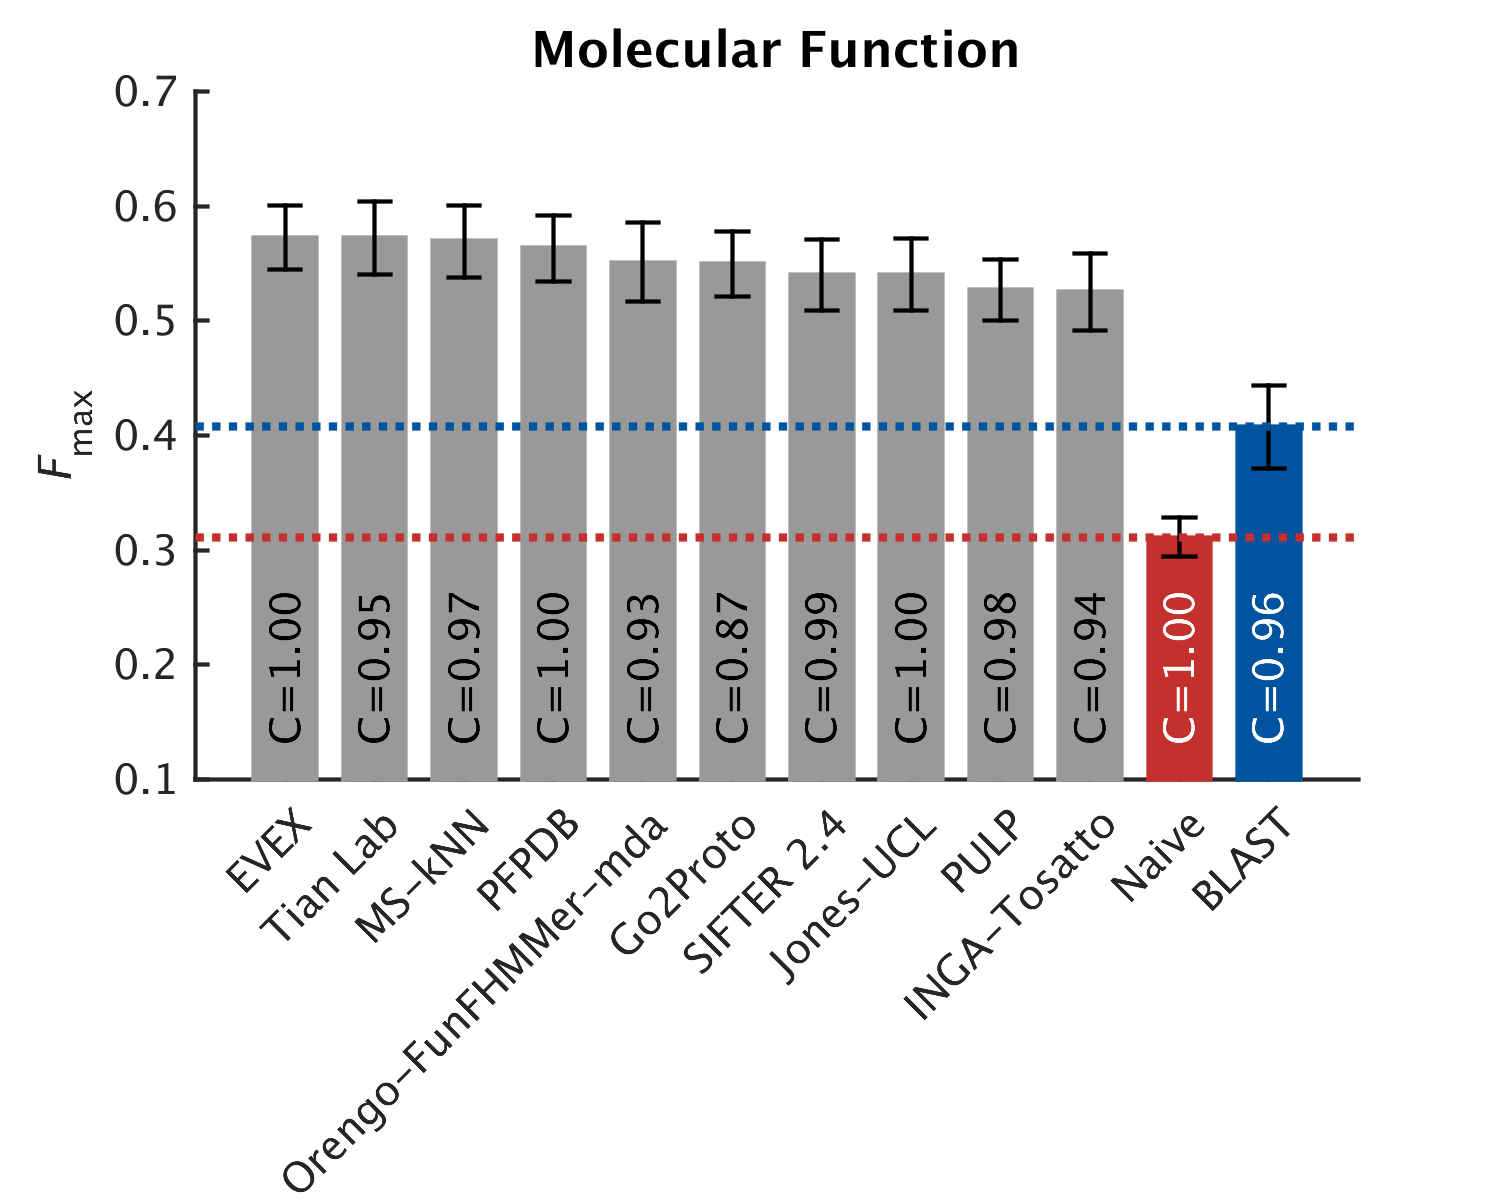 Molecular Function
0.7
0.6
0.5
0.4
0.3
0.2
0.1
Fmax
C=1.00
C=0.95
C=0.97
C=1.00
C=0.93
C=0.87
C=0.99
C=1.00
C=0.98
C=0.94
C=1.00
C=0.96
EVEX
Tian Lab
MS-kNN
PFPDB
Orengo-FunFHMMer-mda
Go2Proto
SIFTER 2.4
Jones-UCL
PULP
INGA-Tosatto
Naive
BLAST